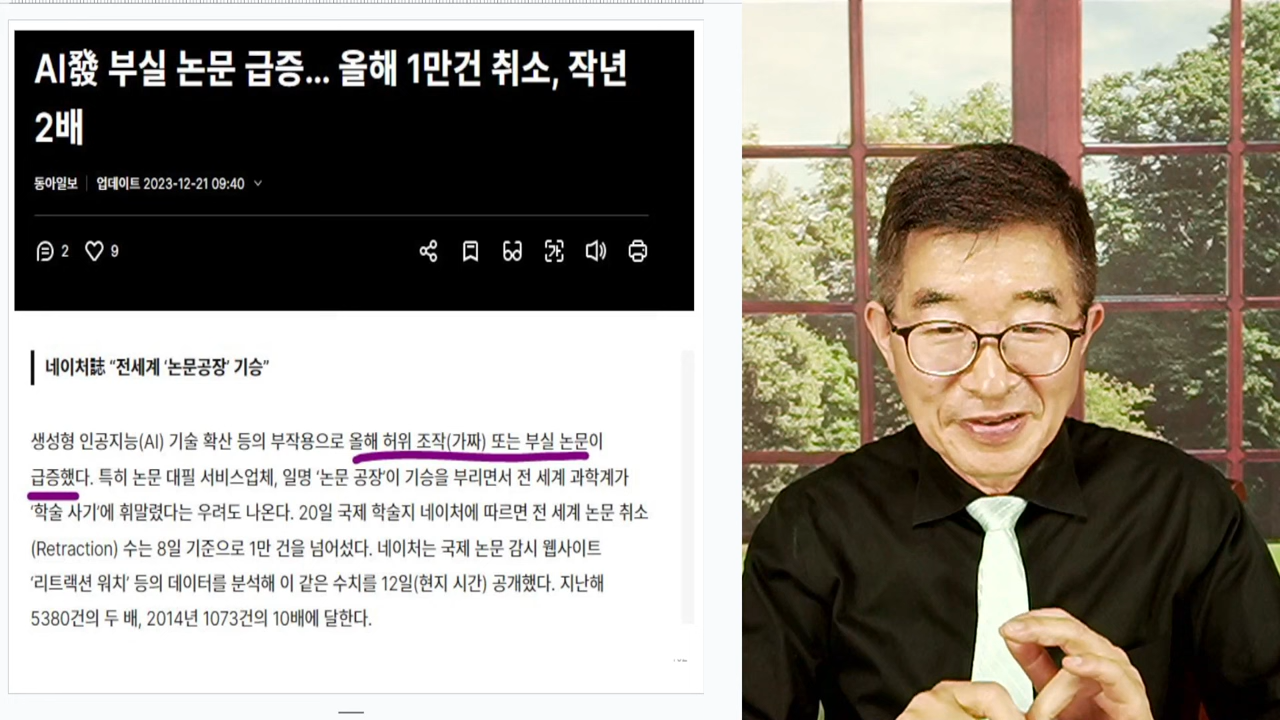 AI發 부실 논문 급증... 올해 1만건 취소, 작년
2배
동아일보 업데이트 2023-12-21 09:40
2 9
네이처誌 “전세계 ‘논문공장’ 기승”
생성형 인공지능(AI) 기술 확산 등의 부작용으로 올해 허위 조작(가짜) 또는 부실 논문이
급증했다. 특히 논문 대필 서비스업체, 일명 ‘논문 공장’이 기승을 부리면서 전 세계 과학계가
‘학술 사기’에 휘말렸다는 우려도 나온다. 20일 국제 학술지 네이처에 따르면 전 세계 논문 취소
(Retraction) 수는 8일 기준으로 1만 건을 넘어섰다. 네이처는 국제 논문 감시 웹사이트
‘리트랙션 워치’ 등의 데이터를 분석해 이 같은 수치를 12일(현지 시간) 공개했다. 지난해
5380건의 두 배, 2014년 1073건의 10배에 달한다.